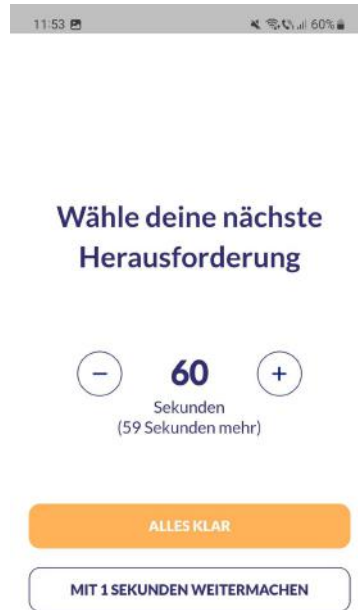 11:53
60%
Wähle deine nächste
Herausforderung
− 60 +
Sekunden
(59 Sekunden mehr)
ALLES KLAR
MIT 1 SEKUNDEN WEITERMACHEN